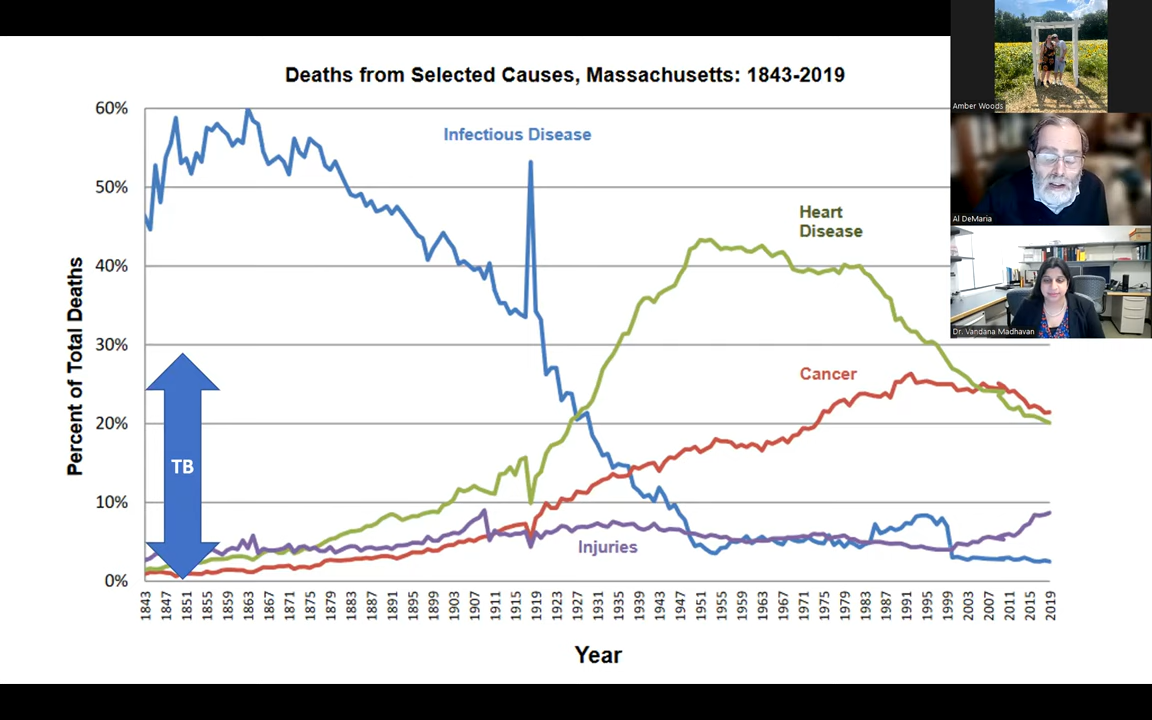 Deaths from Selected Causes, Massachusetts: 1843-2019
Amber Woods
Al DeMaria
Dr. Vandana Madhavan
Percent of Total Deaths
60%
50%
40%
30%
20%
10%
0%
Infectious Disease
Heart
Disease
Cancer
TB
Injuries
1843 1847 1851 1855 1859 1863 1867 1871 1875 1879 1883 1887 1891 1895 1899 1903 1907 1911 1915 1919 1923 1927 1931 1935 1939 1943 1947 1951 1955 1959 1963 1967 1971 1975 1979 1983 1987 1991 1995 1999 2003 2007 2011 2015 2019
Year